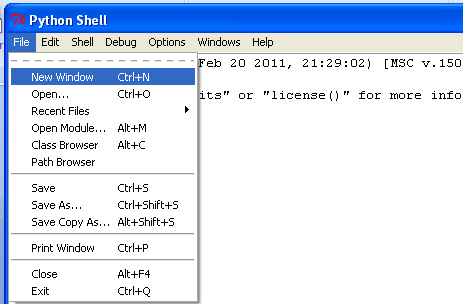 Python Shell
File Edit Shell Debug Options Windows Help
Feb 20 2011, 21:29:02) [MSC v.150
New Window Ctrl+N
Open... Ctrl+O
its" or "license()" for more info
Recent Files
Open Module... Alt+M
Class Browser Alt+C
Path Browser
Save Ctrl+S
Save As... Ctrl+Shift+S
Save Copy As... Alt+Shift+S
Print Window Ctrl+P
Close Alt+F4
Exit Ctrl+Q